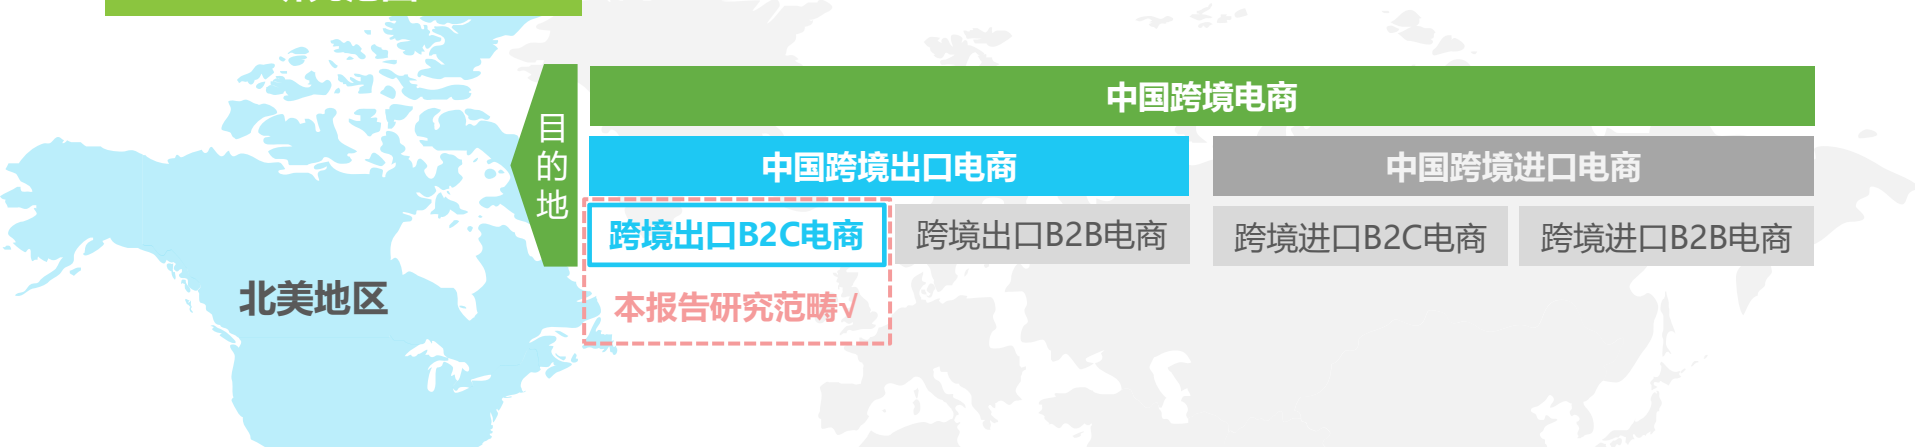 中国跨境电商
目的地
中国跨境出口电商
中国跨境进口电商
跨境出口B2C电商
跨境出口B2B电商
跨境进口B2C电商
跨境进口B2B电商
北美地区
本报告研究范畴√